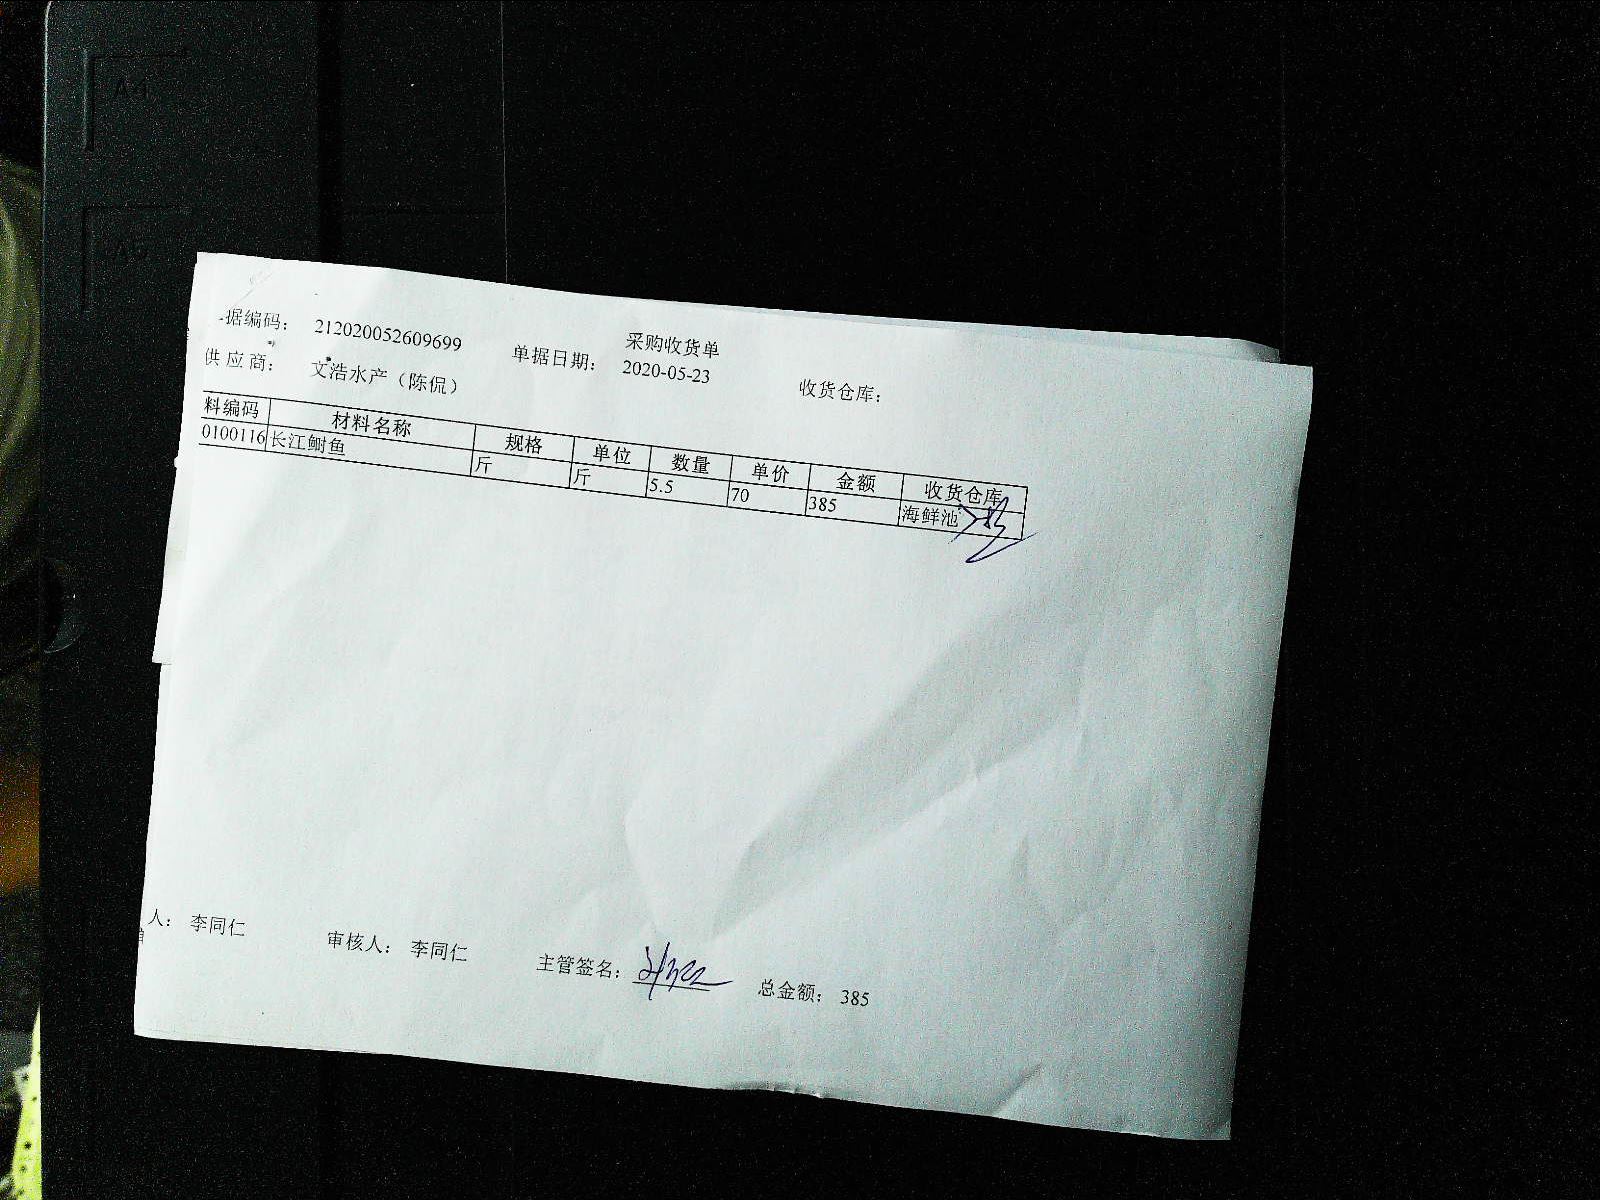 采购收货单
据编码： 212020052609699 单据日期： 2020-05-23 收货仓库：
供应商： 文浩水产（陈侃）
料编码 材料名称 规格 单位 数量 单价 金额 收货仓库
0100116 长江鲥鱼 斤 斤 5.5 70 385 海鲜池
人： 李同仁 审核人： 李同仁 主管签名： 总金额： 385